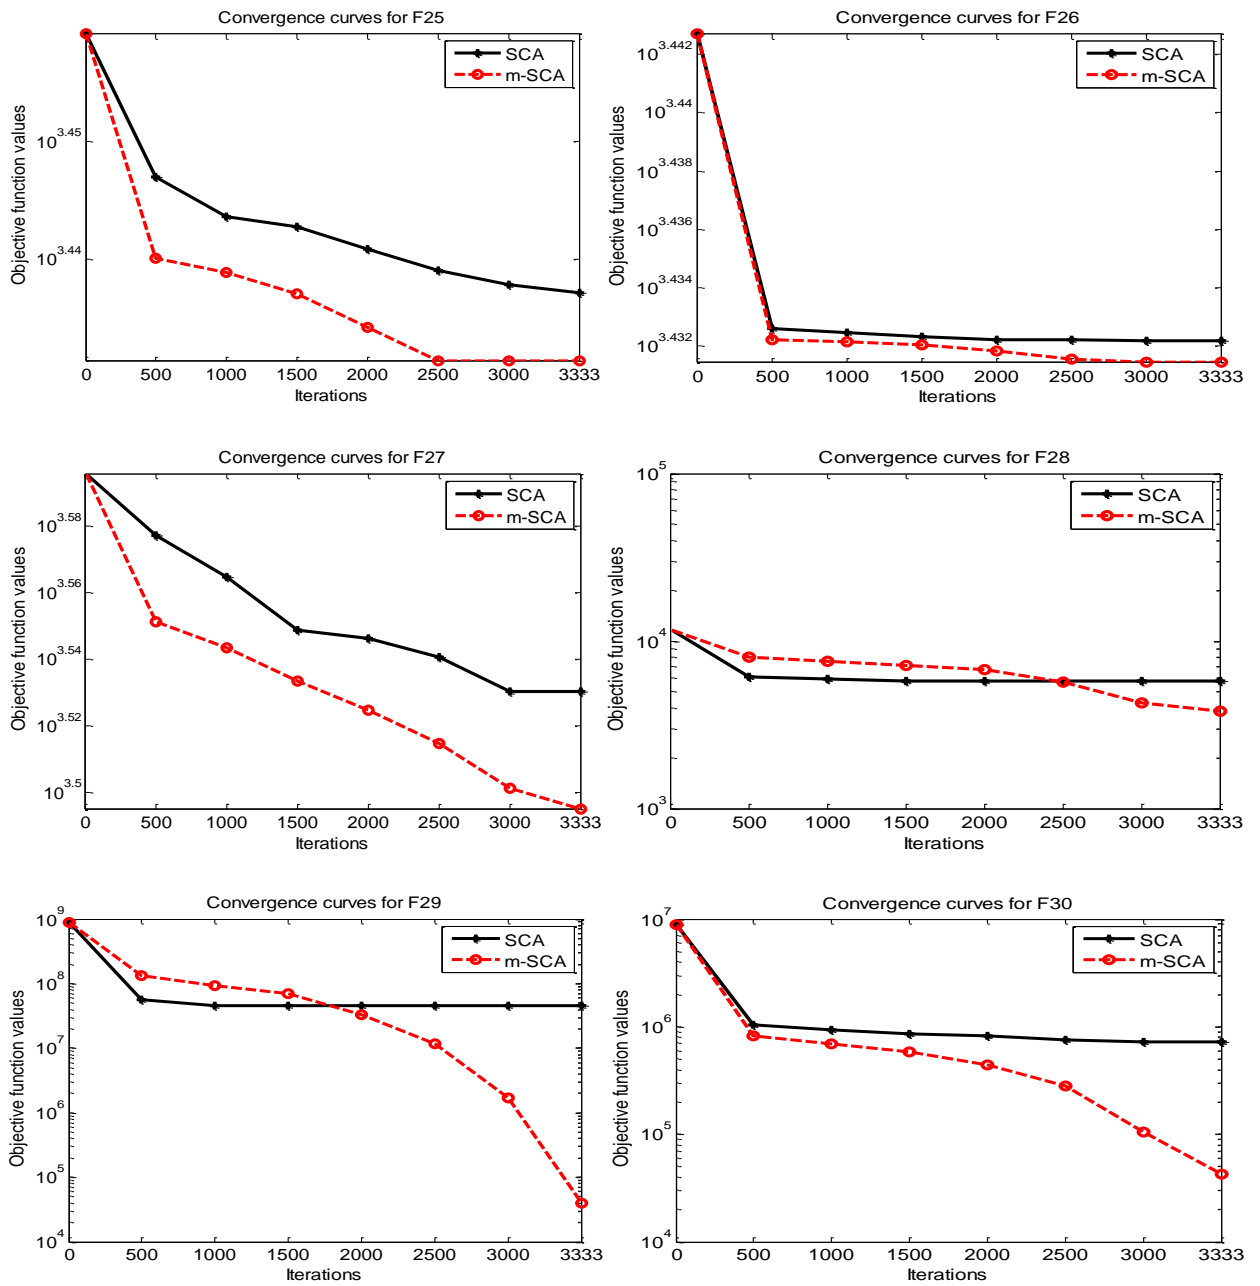 Convergence curves for F25
SCA
m-SCA
Objective function values
10^3.45
10^3.44
0 500 1000 1500 2000 2500 3000 3333
Iterations
Convergence curves for F26
SCA
m-SCA
Objective function values
10^3.442
10^3.44
10^3.438
10^3.436
10^3.434
10^3.432
0 500 1000 1500 2000 2500 3000 3333
Iterations
Convergence curves for F27
SCA
m-SCA
Objective function values
10^3.58
10^3.56
10^3.54
10^3.52
10^3.5
0 500 1000 1500 2000 2500 3000 3333
Iterations
Convergence curves for F28
SCA
m-SCA
Objective function values
10^5
10^4
10^3
0 500 1000 1500 2000 2500 3000 3333
Iterations
Convergence curves for F29
SCA
m-SCA
Objective function values
10^9
10^8
10^7
10^6
10^5
10^4
0 500 1000 1500 2000 2500 3000 3333
Iterations
Convergence curves for F30
SCA
m-SCA
Objective function values
10^7
10^6
10^5
10^4
0 500 1000 1500 2000 2500 3000 3333
Iterations